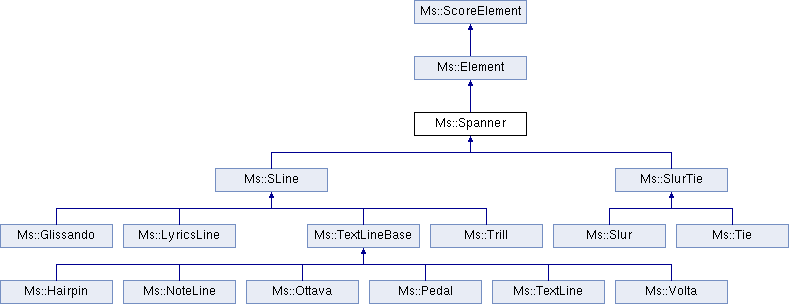 Ms::ScoreElement
Ms::Element
Ms::Spanner
Ms::SLine
Ms::SlurTie
Ms::Glissando
Ms::LyricsLine
Ms::TextLineBase
Ms::Trill
Ms::Slur
Ms::Tie
Ms::Hairpin
Ms::NoteLine
Ms::Ottava
Ms::Pedal
Ms::TextLine
Ms::Volta